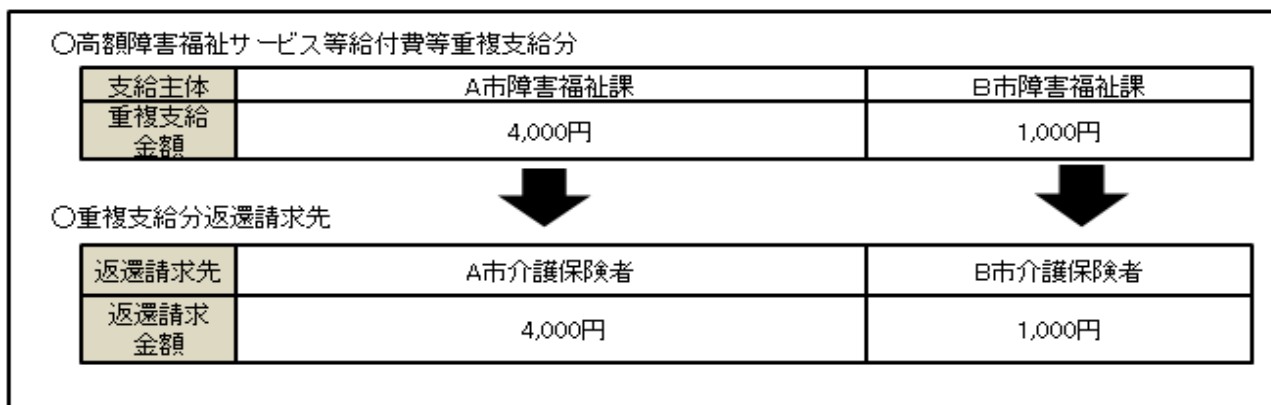 ○高額障害福祉サービス等給付費等重複支給分
支給主体 A市障害福祉課 B市障害福祉課
重複支給
金額 4,000円 1,000円
○重複支給分返還請求先
返還請求先 A市介護保険者 B市介護保険者
返還請求
金額 4,000円 1,000円